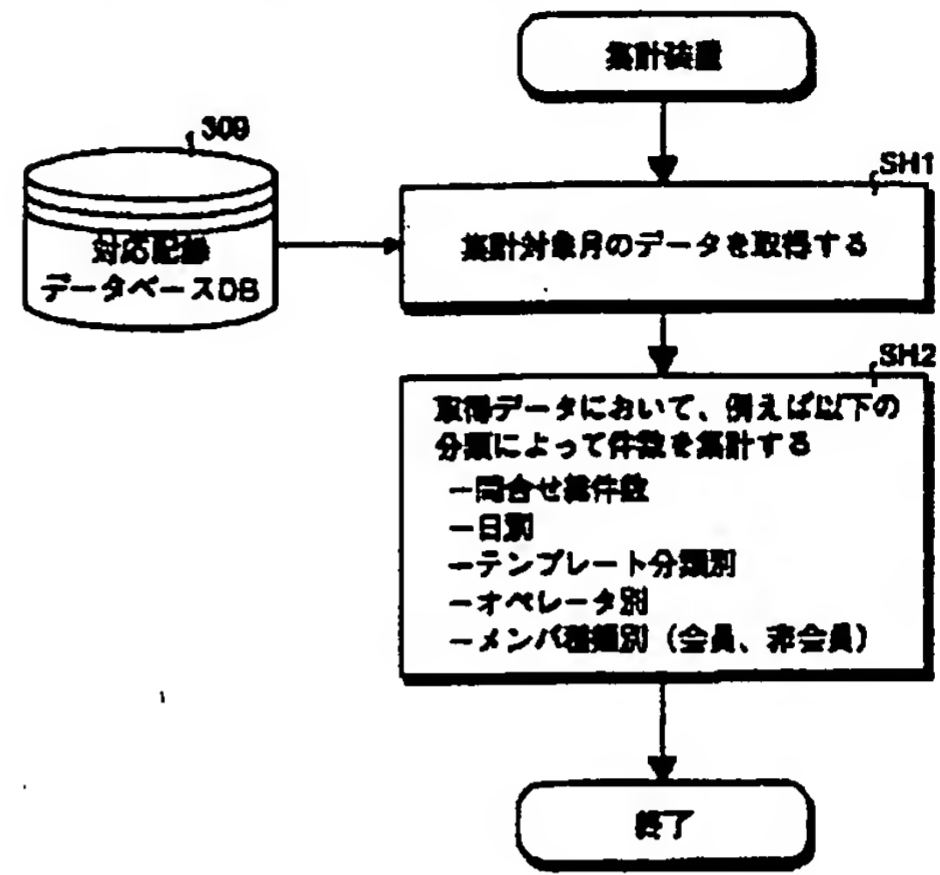 集計装置
309
対応記録
データベースDB
SH1
集計対象月のデータを取得する
SH2
取得データにおいて、例えば以下の
分類によって件数を集計する
－問合せ総件数
－日別
－テンプレート分類別
－オペレータ別
－メンバ種類別（会員、非会員）
終了